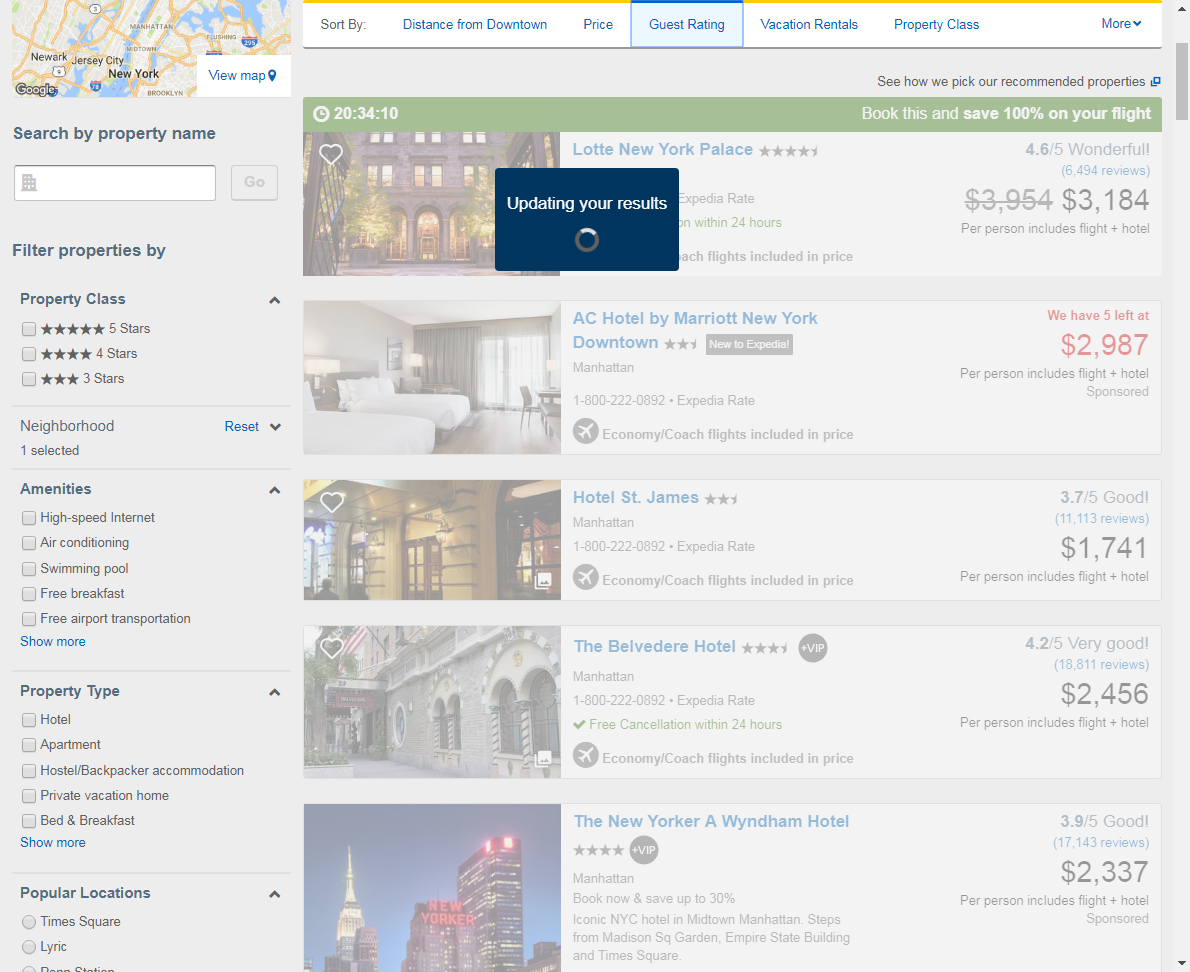 MANHATTAN
FLUSHING
MIDTOWN
295
Newark
Jersey City
9
New York
78
BROOKLYN
Google
View map
Search by property name
Go
Filter properties by
Property Class
5 Stars
4 Stars
3 Stars
Neighborhood Reset
1 selected
Amenities
High-speed Internet
Air conditioning
Swimming pool
Free breakfast
Free airport transportation
Show more
Property Type
Hotel
Apartment
Hostel/Backpacker accommodation
Private vacation home
Bed & Breakfast
Show more
Popular Locations
Times Square
Lyric
Penn Station
Sort By: Distance from Downtown Price Guest Rating Vacation Rentals Property Class More
See how we pick our recommended properties
20:34:10 Book this and save 100% on your flight
Lotte New York Palace
4.6/5 Wonderful!
(6,494 reviews)
Updating your results
Expedia Rate
$3,954 $3,184
within 24 hours
Per person includes flight + hotel
flights included in price
AC Hotel by Marriott New York
Downtown New to Expedia!
We have 5 left at
$2,987
Manhattan
Per person includes flight + hotel
Sponsored
1-800-222-0892 • Expedia Rate
Economy/Coach flights included in price
Hotel St. James
3.7/5 Good!
(11,113 reviews)
Manhattan
1-800-222-0892 • Expedia Rate
$1,741
Economy/Coach flights included in price
Per person includes flight + hotel
The Belvedere Hotel +VIP
4.2/5 Very good!
(18,811 reviews)
Manhattan
1-800-222-0892 • Expedia Rate
$2,456
Free Cancellation within 24 hours
Per person includes flight + hotel
Economy/Coach flights included in price
The New Yorker A Wyndham Hotel
3.9/5 Good!
+VIP
(17,143 reviews)
Manhattan
$2,337
Book now & save up to 30%
Per person includes flight + hotel
Iconic NYC hotel in Midtown Manhattan. Steps
Sponsored
from Madison Sq Garden, Empire State Building
and Times Square.
NEW
YORKER